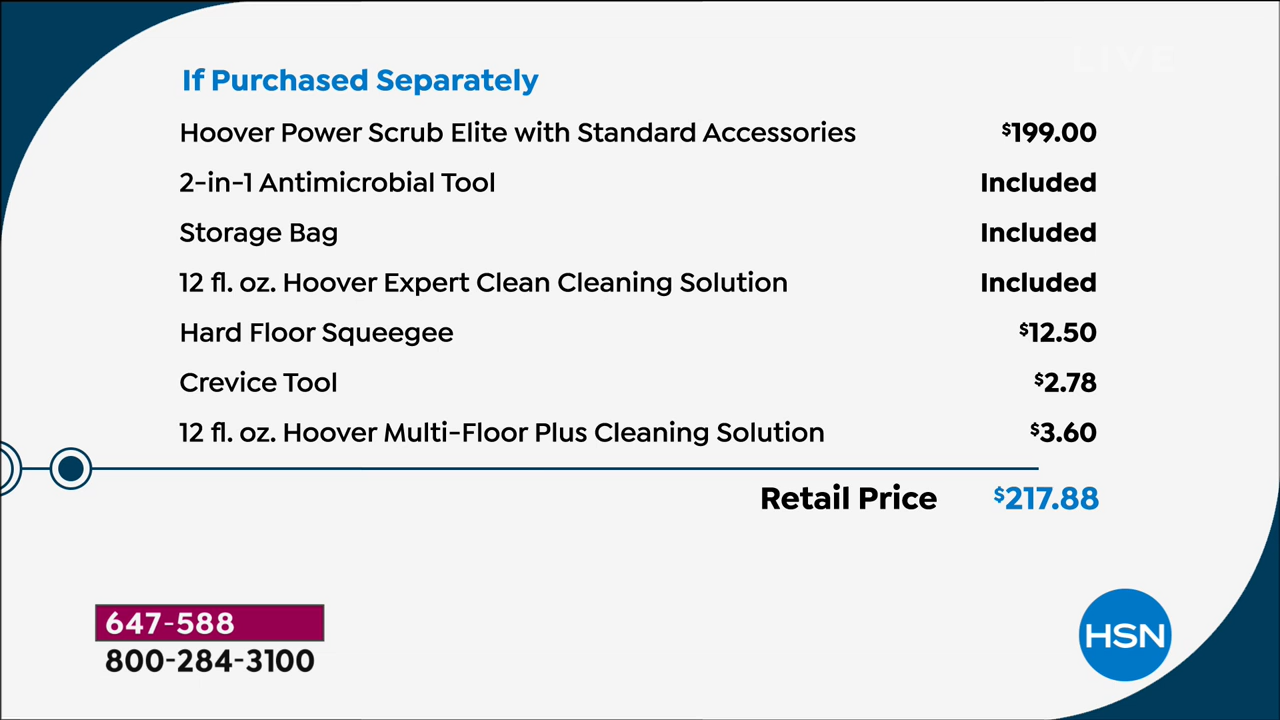 LIVE
If Purchased Separately
Hoover Power Scrub Elite with Standard Accessories $199.00
2-in-1 Antimicrobial Tool Included
Storage Bag Included
12 fl. oz. Hoover Expert Clean Cleaning Solution Included
Hard Floor Squeegee $12.50
Crevice Tool $2.78
12 fl. oz. Hoover Multi-Floor Plus Cleaning Solution $3.60
Retail Price $217.88
647-588
800-284-3100
HSN